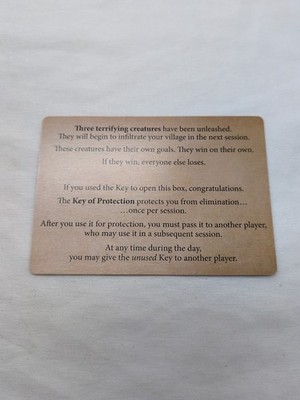 Three terrifying creatures have been unleashed.
They will begin to infiltrate your village in the next session.
These creatures have their own goals. They win on their own.
If they win, everyone else loses.
If you used the Key to open this box, congratulations.
The Key of Protection protects you from elimination…
…once per session.
After you use it for protection, you must pass it to another player,
who may use it in a subsequent session.
At any time during the day,
you may give the unused Key to another player.